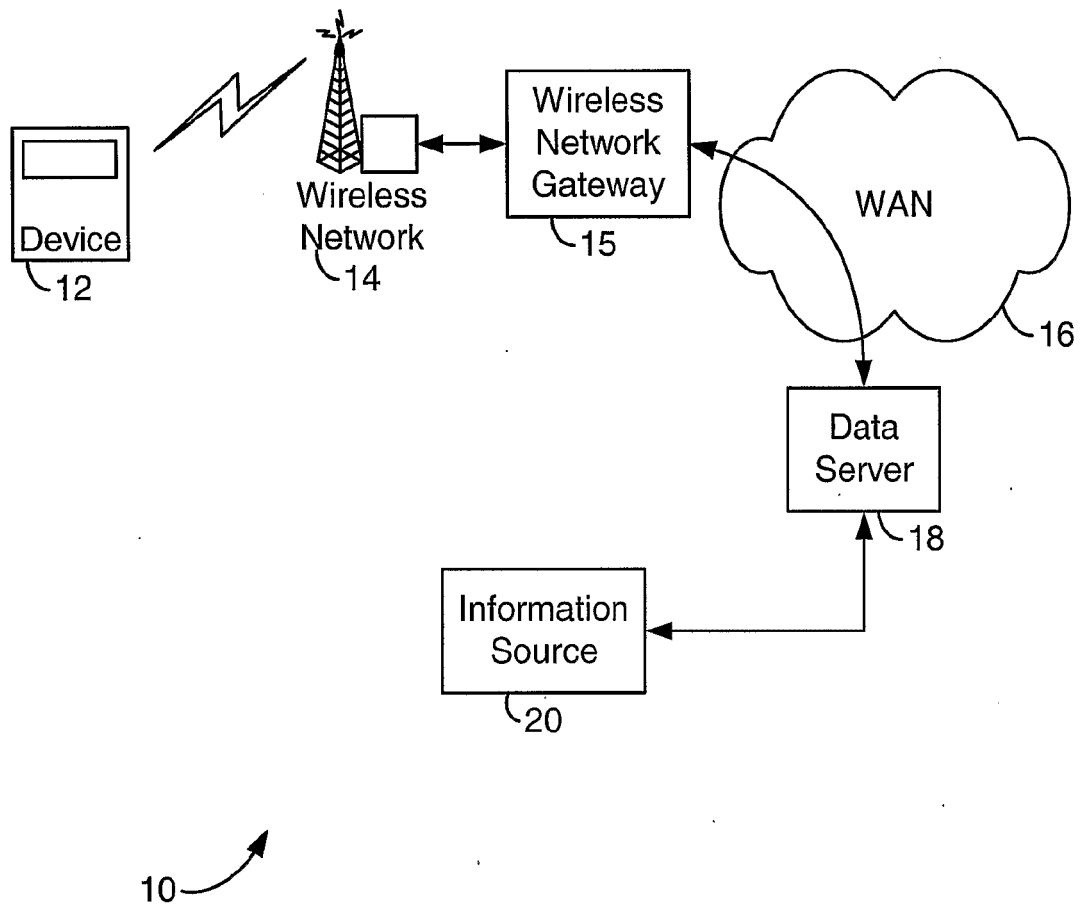 Device
12
Wireless
Network
14
Wireless
Network
Gateway
15
WAN
16
Data
Server
18
Information
Source
20
10